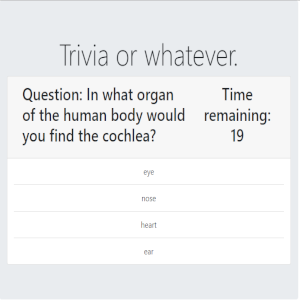 Trivia or whatever.
Question: In what organ
of the human body would
you find the cochlea?
Time
remaining:
19
eye
nose
heart
ear